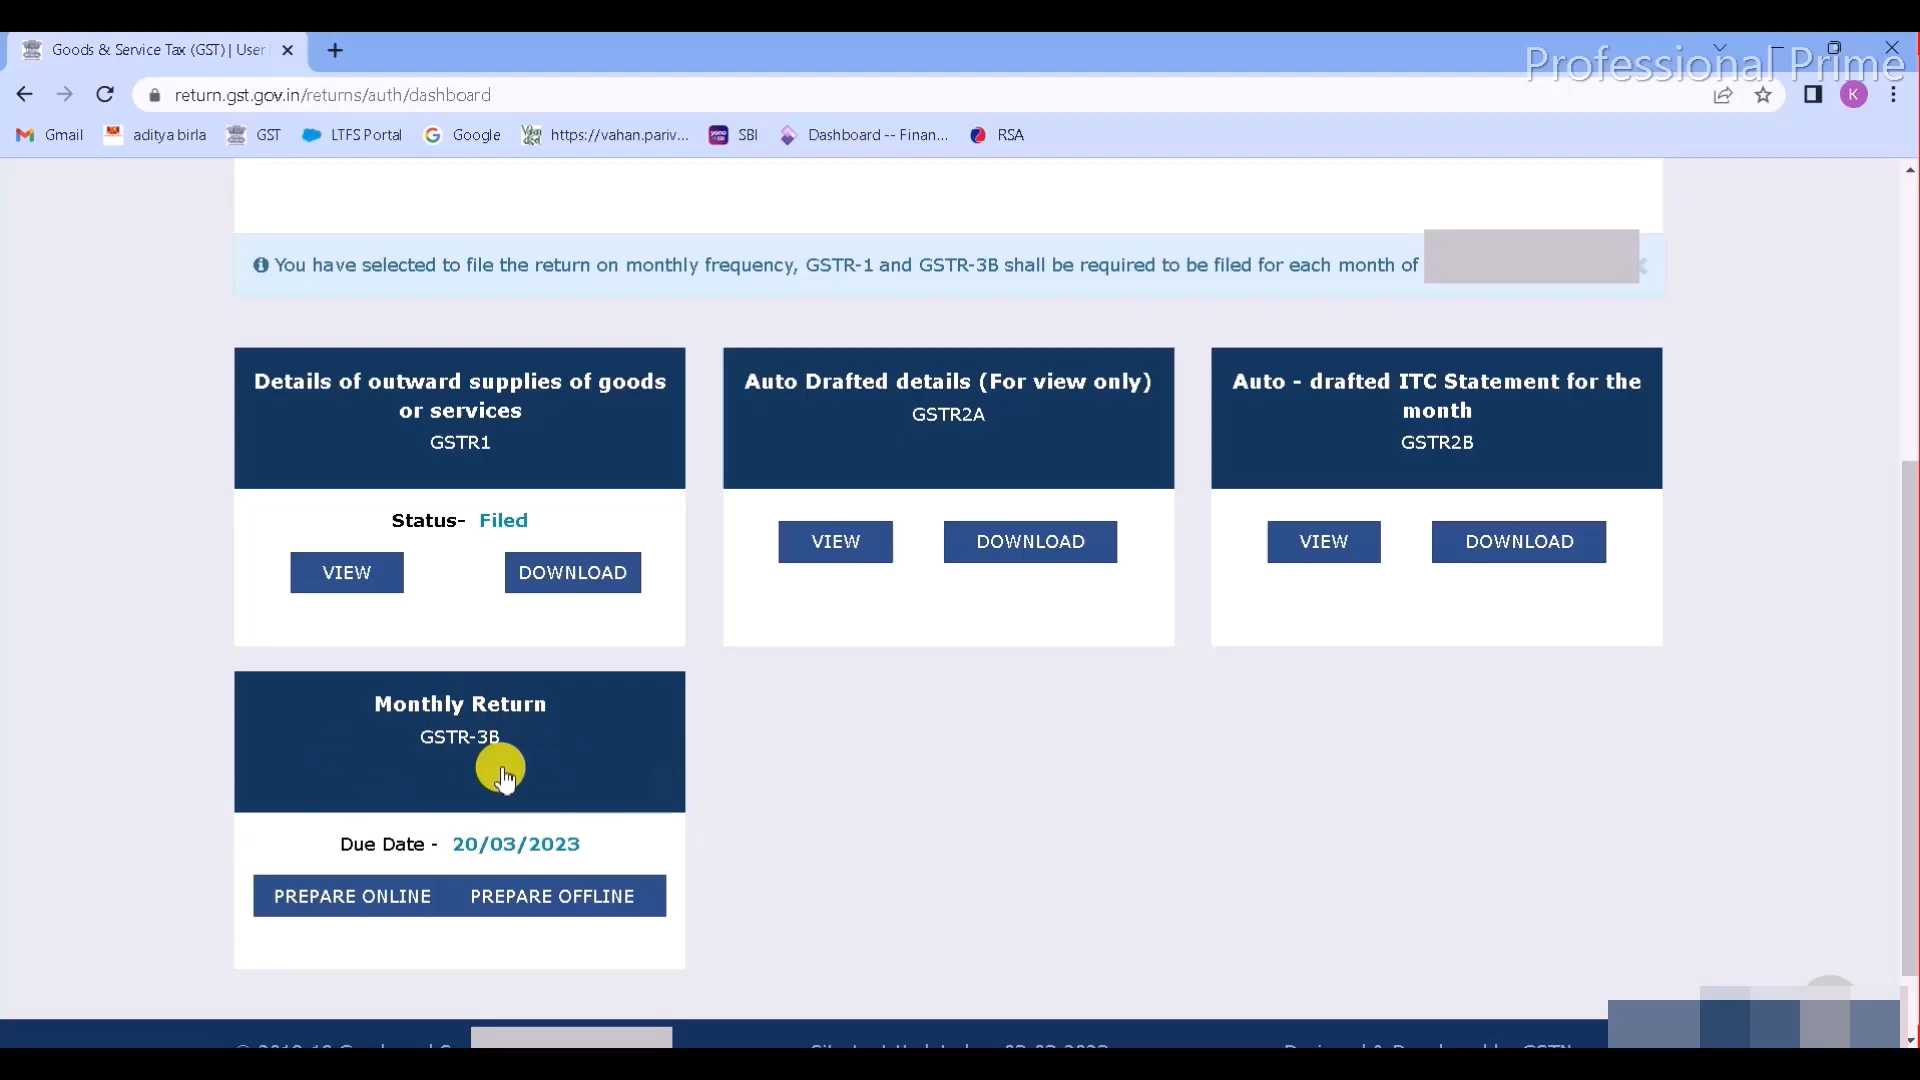 Goods & Service Tax (GST) | User
Professional Prime
return.gst.gov.in/returns/auth/dashboard
K
Gmail
aditya birla
GST
LTFS Portal
Google
https://vahan.pariv...
SBI
Dashboard -- Finan...
RSA
You have selected to file the return on monthly frequency, GSTR-1 and GSTR-3B shall be required to be filed for each month of
Details of outward supplies of goods
or services
GSTR1
Status- Filed
VIEW
DOWNLOAD
Auto Drafted details (For view only)
GSTR2A
VIEW
DOWNLOAD
Auto - drafted ITC Statement for the
month
GSTR2B
VIEW
DOWNLOAD
Monthly Return
GSTR-3B
Due Date - 20/03/2023
PREPARE ONLINE
PREPARE OFFLINE